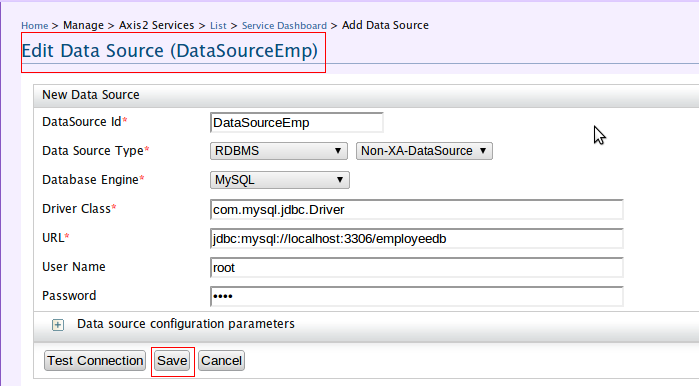 Home > Manage > Axis2 Services > List > Service Dashboard > Add Data Source
Edit Data Source (DataSourceEmp)
New Data Source
DataSource Id* DataSourceEmp
Data Source Type* RDBMS Non-XA-DataSource
Database Engine* MySQL
Driver Class* com.mysql.jdbc.Driver
URL* jdbc:mysql://localhost:3306/employeedb
User Name root
Password ••••
Data source configuration parameters
Test Connection Save Cancel